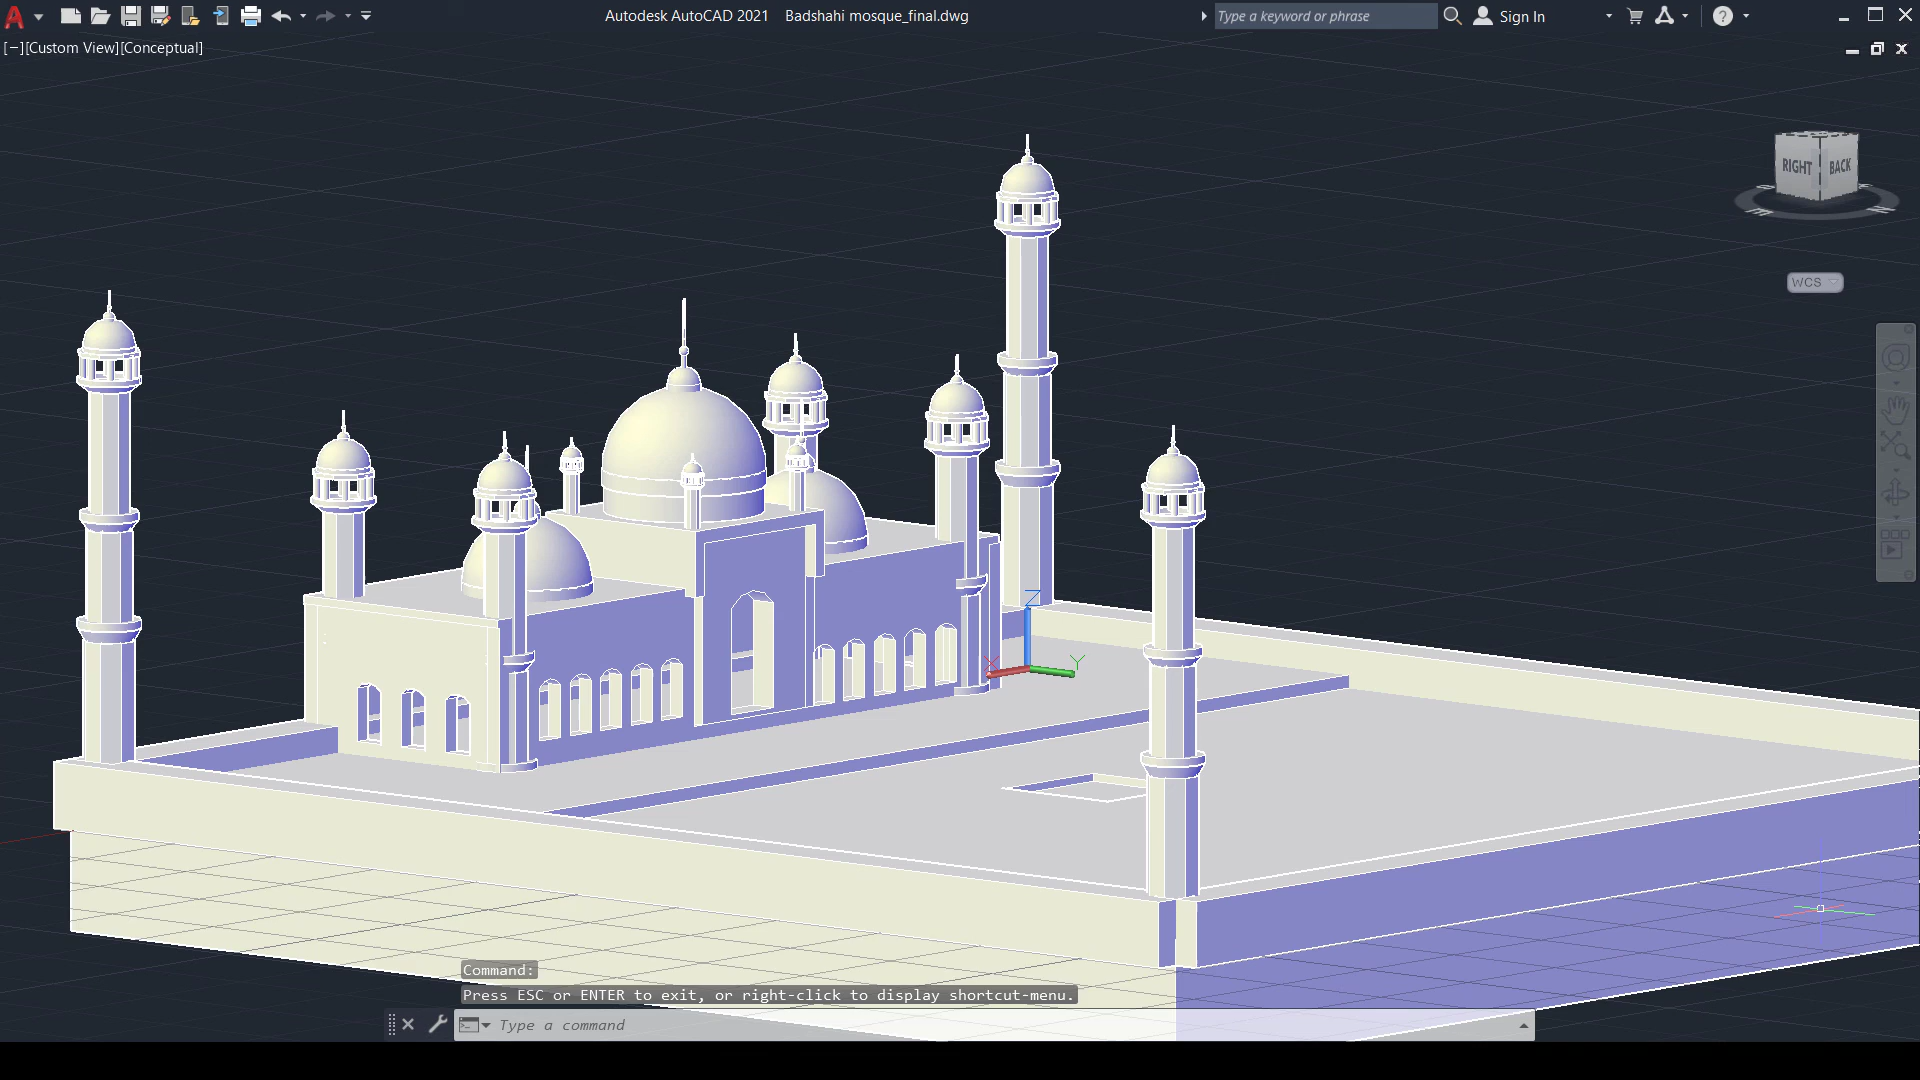 Autodesk AutoCAD 2021 Badshahi mosque_final.dwg
Type a keyword or phrase
Sign In
[−][Custom View][Conceptual]
RIGHT
BACK
WCS
Z
X
Y
Command:
Press ESC or ENTER to exit, or right-click to display shortcut-menu.
Type a command